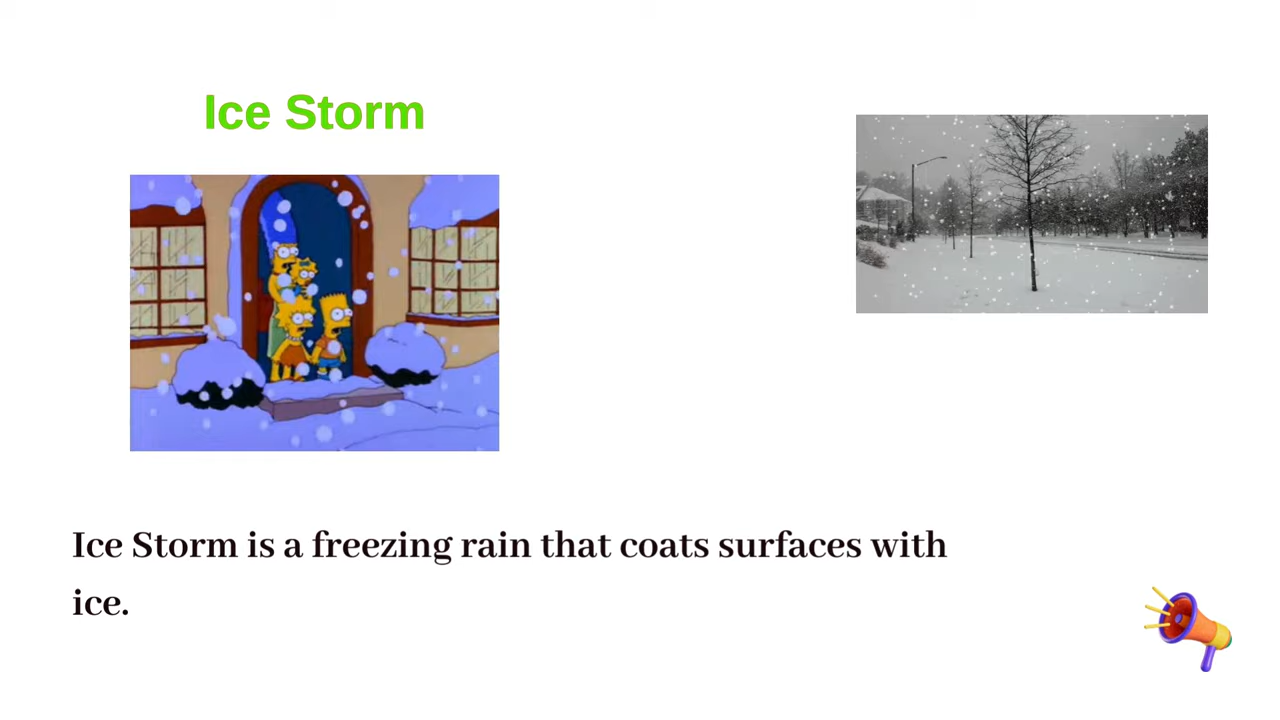 Ice Storm
Ice Storm is a freezing rain that coats surfaces with
ice.